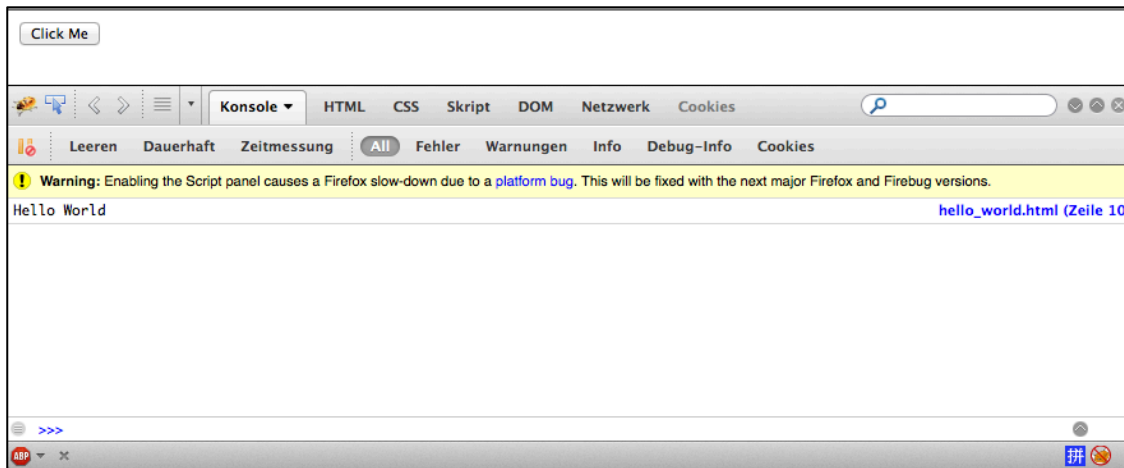 Click Me
Konsole HTML CSS Skript DOM Netzwerk Cookies
Leeren Dauerhaft Zeitmessung All Fehler Warnungen Info Debug-Info Cookies
! Warning: Enabling the Script panel causes a Firefox slow-down due to a platform bug. This will be fixed with the next major Firefox and Firebug versions.
Hello World hello_world.html (Zeile 10
>>>
ABP 拼